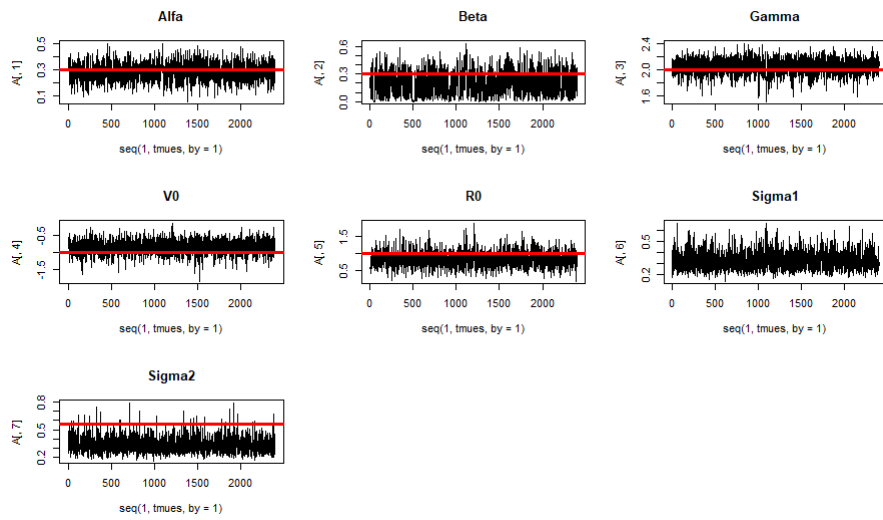 Alfa
A[, 1]
0.1 0.3 0.5
0 500 1000 1500 2000
seq(1, tmues, by = 1)
Beta
A[, 2]
0.0 0.3 0.6
0 500 1000 1500 2000
seq(1, tmues, by = 1)
Gamma
A[, 3]
1.6 2.0 2.4
0 500 1000 1500 2000
seq(1, tmues, by = 1)
V0
A[, 4]
-1.5 -0.5
0 500 1000 1500 2000
seq(1, tmues, by = 1)
R0
A[, 5]
0.5 1.5
0 500 1000 1500 2000
seq(1, tmues, by = 1)
Sigma1
A[, 6]
0.2 0.5
0 500 1000 1500 2000
seq(1, tmues, by = 1)
Sigma2
A[, 7]
0.2 0.5 0.8
0 500 1000 1500 2000
seq(1, tmues, by = 1)